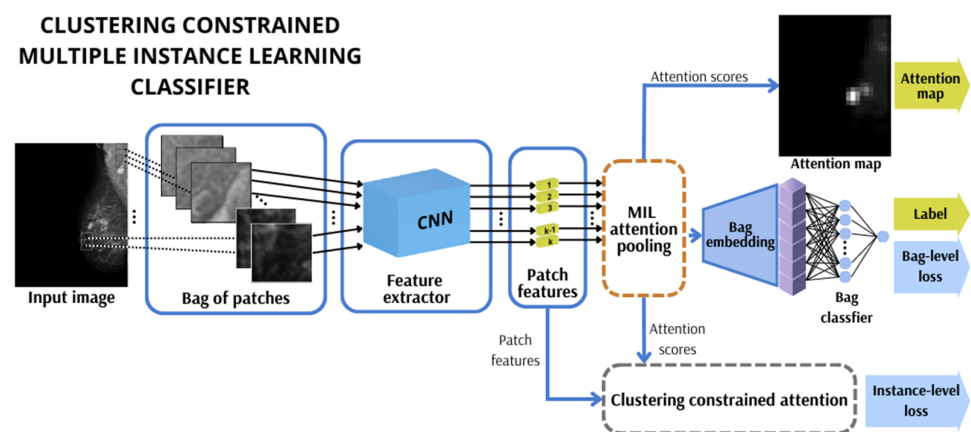 CLUSTERING CONSTRAINED
MULTIPLE INSTANCE LEARNING
CLASSIFIER
Input image
Bag of patches
CNN
Feature
extractor
1
2
3
k-1
k
Patch
features
MIL
attention
pooling
Attention scores
Attention map
Attention
map
Bag
embedding
Bag
classfier
Label
Bag-level
loss
Patch
features
Attention
scores
Clustering constrained attention
Instance-level
loss